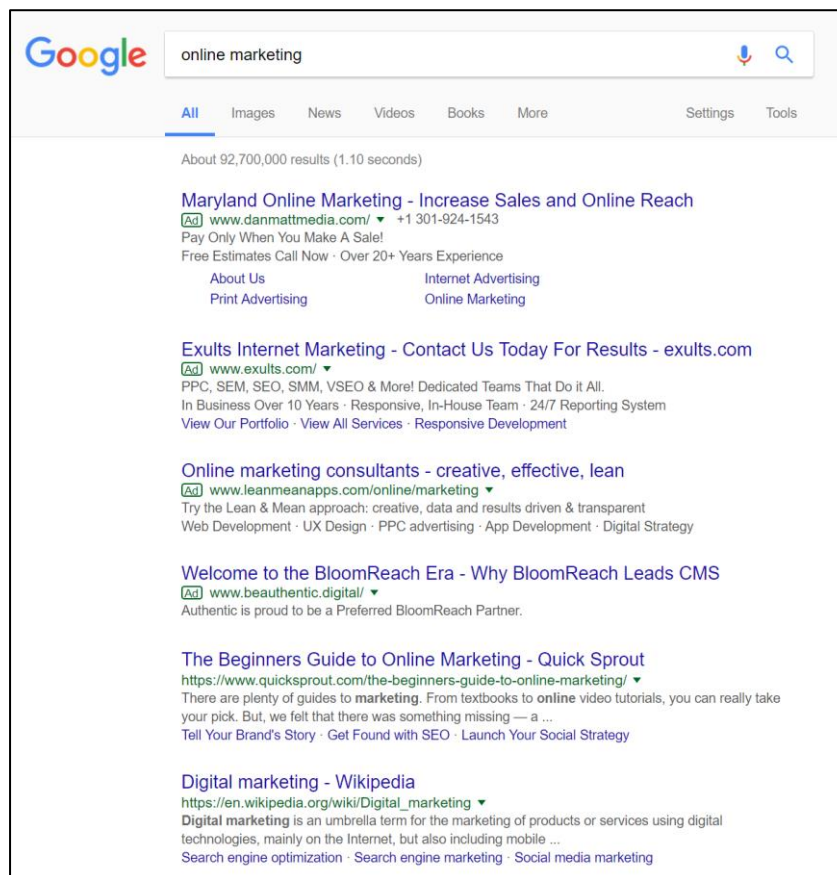 Google
online marketing
All Images News Videos Books More Settings Tools
About 92,700,000 results (1.10 seconds)
Maryland Online Marketing - Increase Sales and Online Reach
Ad www.danmattmedia.com/ +1 301-924-1543
Pay Only When You Make A Sale!
Free Estimates Call Now · Over 20+ Years Experience
About Us Internet Advertising
Print Advertising Online Marketing
Exults Internet Marketing - Contact Us Today For Results - exults.com
Ad www.exults.com/
PPC, SEM, SEO, SMM, VSEO & More! Dedicated Teams That Do it All.
In Business Over 10 Years · Responsive, In-House Team · 24/7 Reporting System
View Our Portfolio · View All Services · Responsive Development
Online marketing consultants - creative, effective, lean
Ad www.leanmeanapps.com/online/marketing
Try the Lean & Mean approach: creative, data and results driven & transparent
Web Development · UX Design · PPC advertising · App Development · Digital Strategy
Welcome to the BloomReach Era - Why BloomReach Leads CMS
Ad www.beauthentic.digital/
Authentic is proud to be a Preferred BloomReach Partner.
The Beginners Guide to Online Marketing - Quick Sprout
https://www.quicksprout.com/the-beginners-guide-to-online-marketing/
There are plenty of guides to marketing. From textbooks to online video tutorials, you can really take
your pick. But, we felt that there was something missing — a ...
Tell Your Brand's Story · Get Found with SEO · Launch Your Social Strategy
Digital marketing - Wikipedia
https://en.wikipedia.org/wiki/Digital_marketing
Digital marketing is an umbrella term for the marketing of products or services using digital
technologies, mainly on the Internet, but also including mobile ...
Search engine optimization · Search engine marketing · Social media marketing